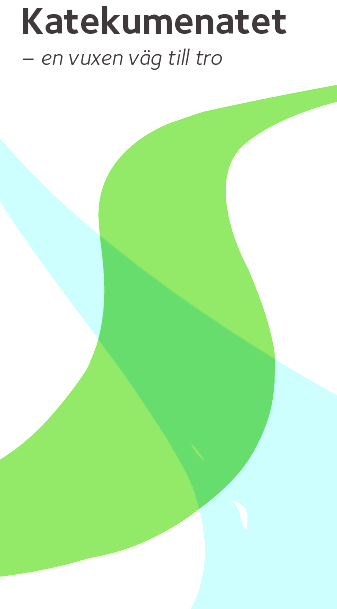 Katekumenatet
– en vuxen väg till tro